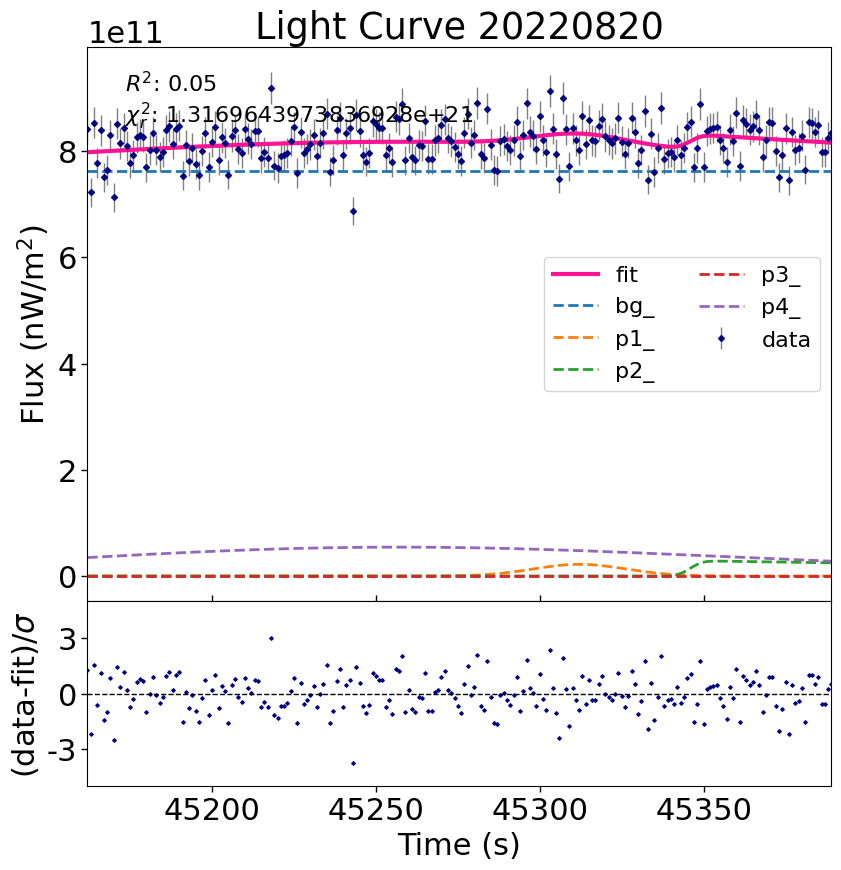 Light Curve 20220820
1e11
R²: 0.05
χ²ᵣ: 1.3169643973836928e+21
8
6
4
2
0
Flux (nW/m²)
fit
bg_
p1_
p2_
p3_
p4_
data
3
0
-3
(data-fit)/σ
45200 45250 45300 45350
Time (s)